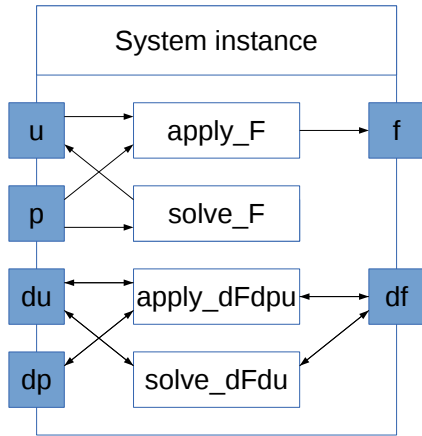 System instance
u
apply_F
f
p
solve_F
du
apply_dFdpu
df
dp
solve_dFdu